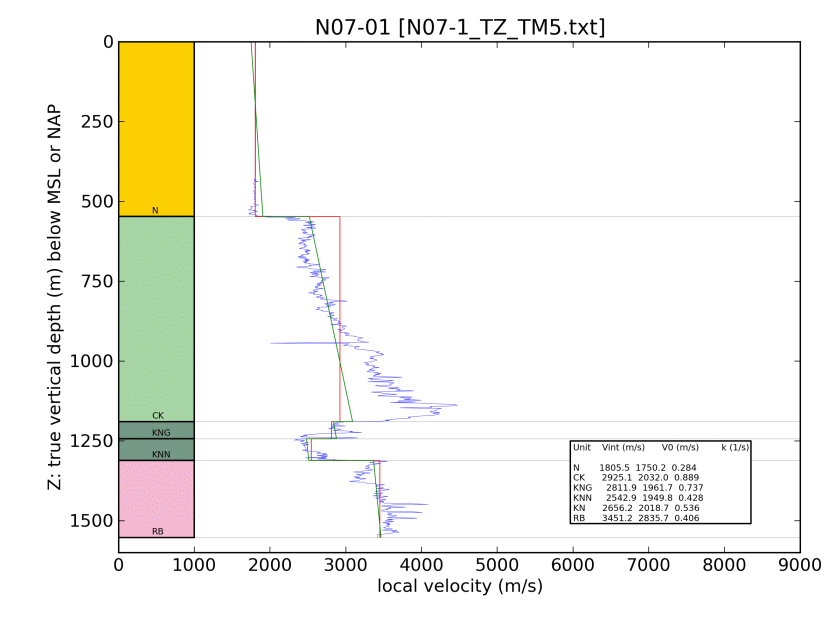 N07-01 [N07-1_TZ_TM5.txt]
Z: true vertical depth (m) below MSL or NAP
0
250
500
750
1000
1250
1500
N
CK
KNG
KNN
RB
Unit Vint (m/s) V0 (m/s) k (1/s)
N 1805.5 1750.2 0.284
CK 2925.1 2032.0 0.889
KNG 2811.9 1961.7 0.737
KNN 2542.9 1949.8 0.428
KN 2656.2 2018.7 0.536
RB 3451.2 2835.7 0.406
0 1000 2000 3000 4000 5000 6000 7000 8000 9000
local velocity (m/s)